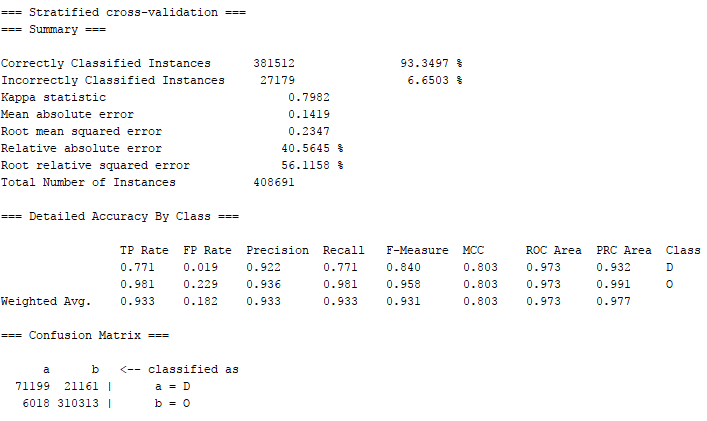 === Stratified cross-validation ===
=== Summary ===
Correctly Classified Instances 381512 93.3497 %
Incorrectly Classified Instances 27179 6.6503 %
Kappa statistic 0.7982
Mean absolute error 0.1419
Root mean squared error 0.2347
Relative absolute error 40.5645 %
Root relative squared error 56.1158 %
Total Number of Instances 408691
=== Detailed Accuracy By Class ===
TP Rate FP Rate Precision Recall F-Measure MCC ROC Area PRC Area Class
0.771 0.019 0.922 0.771 0.840 0.803 0.973 0.932 D
0.981 0.229 0.936 0.981 0.958 0.803 0.973 0.991 O
Weighted Avg. 0.933 0.182 0.933 0.933 0.931 0.803 0.973 0.977
=== Confusion Matrix ===
a b <-- classified as
71199 21161 | a = D
6018 310313 | b = O